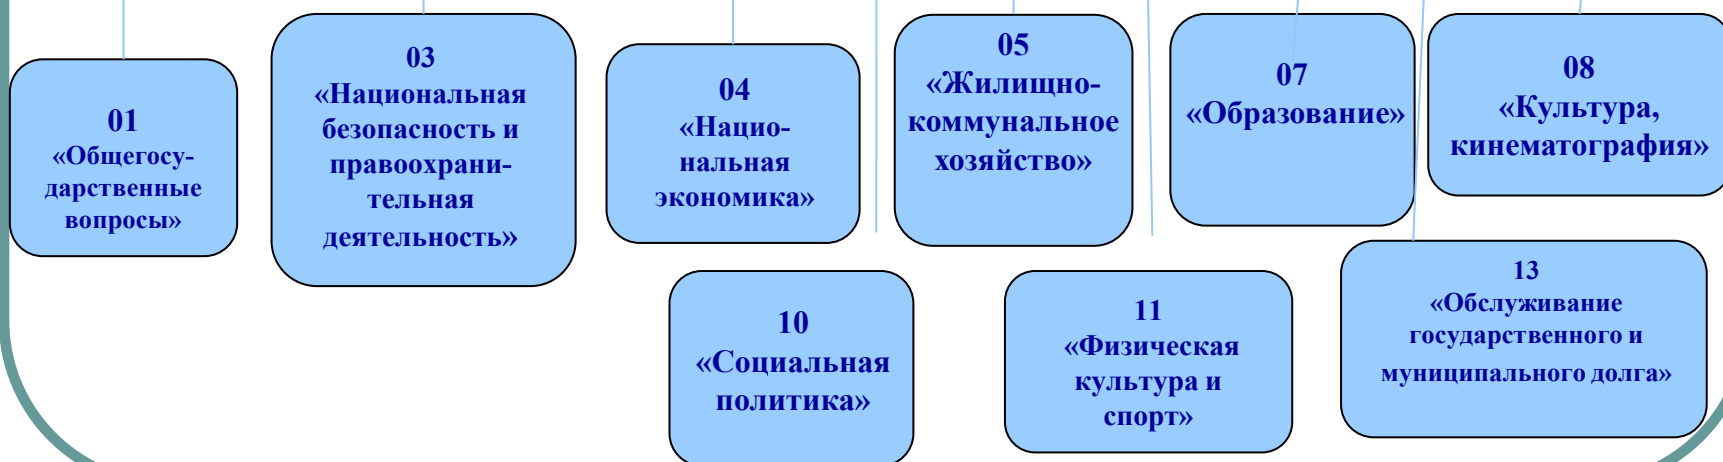 01
«Общегосу-
дарственные
вопросы»
03
«Национальная
безопасность и
правоохрани-
тельная
деятельность»
04
«Нацио-
нальная
экономика»
05
«Жилищно-
коммунальное
хозяйство»
07
«Образование»
08
«Культура,
кинематография»
10
«Социальная
политика»
11
«Физическая
культура и
спорт»
13
«Обслуживание
государственного и
муниципального долга»